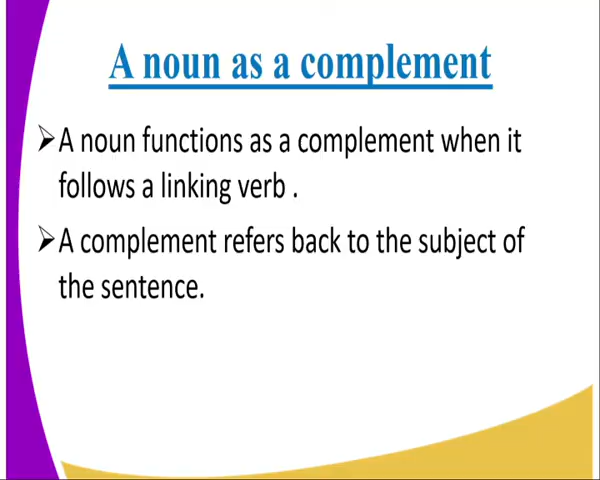 A noun as a complement
➢A noun functions as a complement when it
follows a linking verb .
➢A complement refers back to the subject of
the sentence.